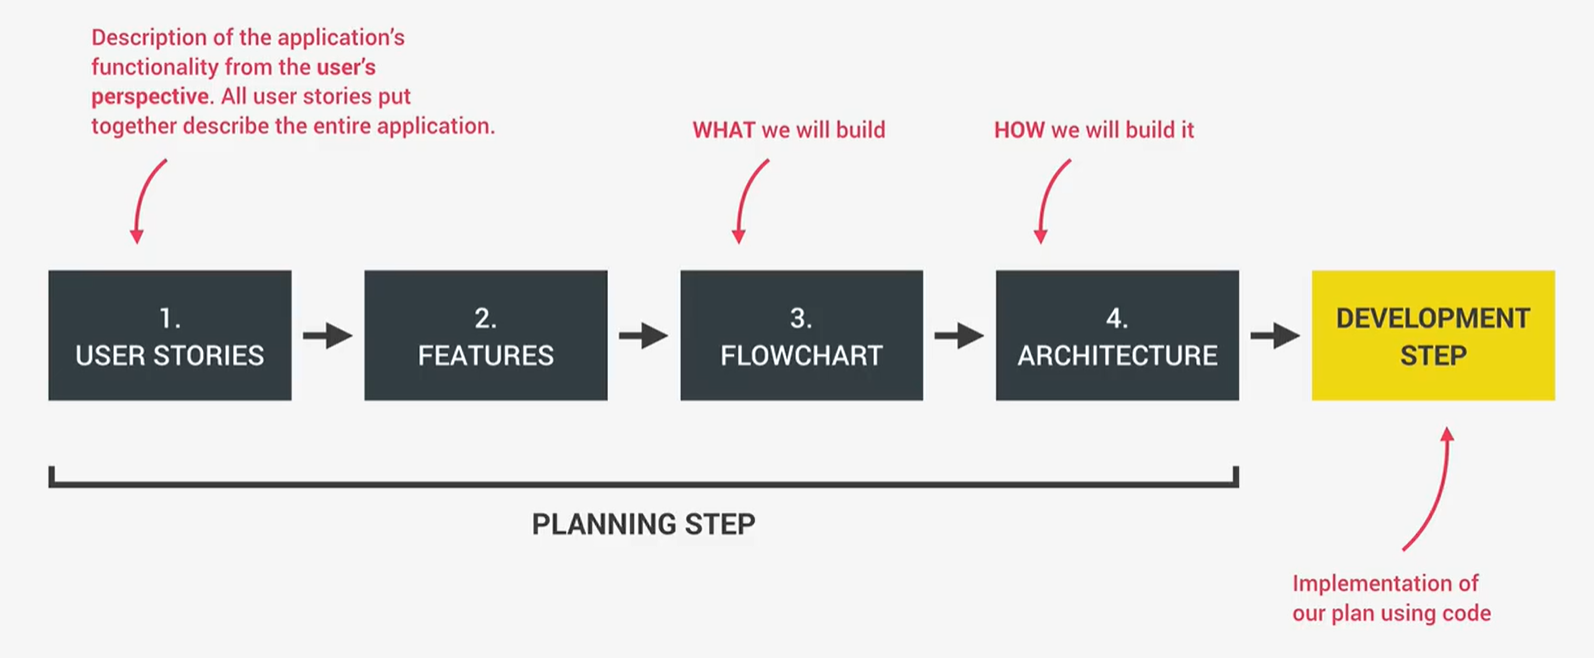 Description of the application’s
functionality from the user’s
perspective. All user stories put
together describe the entire application.
WHAT we will build
HOW we will build it
1.
USER STORIES
2.
FEATURES
3.
FLOWCHART
4.
ARCHITECTURE
DEVELOPMENT
STEP
PLANNING STEP
Implementation of
our plan using code